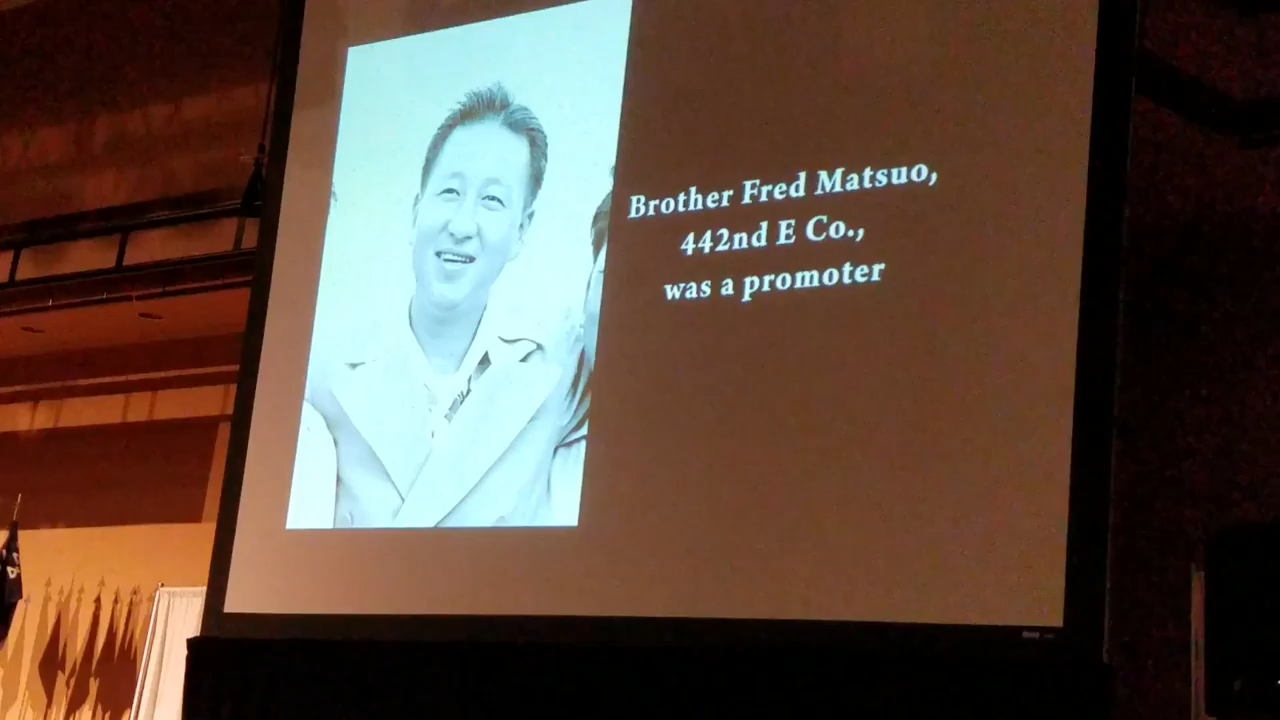 Brother Fred Matsuo,
442nd E Co.,
was a promoter